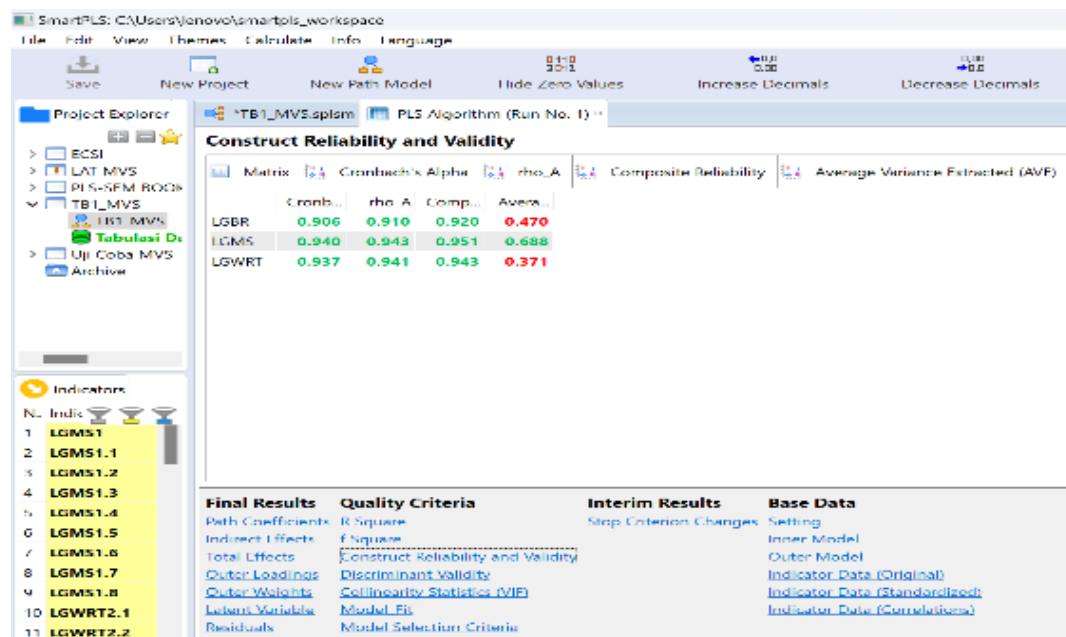 SmartPLS: C:\Users\lenovo\smartpls_workspace
File Edit View Themes Calculate Info Language
Save New Project New Path Model Hide Zero Values Increase Decimals Decrease Decimals
Project Explorer
ECSI
LAT MVS
PLS-SEM BOOK
TB1_MVS
TB1_MVS
Tabulasi Da
Uji Coba MVS
Archive
*TB1_MVS.splsm PLS Algorithm (Run No. 1)
Construct Reliability and Validity
Matrix Cronbach's Alpha rho_A Composite Reliability Average Variance Extracted (AVE)
Cronb... rho_A Comp... Avera...
LGBR 0.906 0.910 0.920 0.470
LGMS 0.940 0.943 0.951 0.688
LGWRT 0.937 0.941 0.943 0.371
Indicators
N.. Indic
1 LGMS1
2 LGMS1.1
3 LGMS1.2
4 LGMS1.3
5 LGMS1.4
6 LGMS1.5
7 LGMS1.6
8 LGMS1.7
9 LGMS1.8
10 LGWRT2.1
11 LGWRT2.2
Final Results
Path Coefficients
Indirect Effects
Total Effects
Outer Loadings
Outer Weights
Latent Variable
Residuals
Quality Criteria
R Square
f Square
Construct Reliability and Validity
Discriminant Validity
Collinearity Statistics (VIF)
Model Fit
Model Selection Criteria
Interim Results
Stop Criterion Changes
Base Data
Setting
Inner Model
Outer Model
Indicator Data (Original)
Indicator Data (Standardized)
Indicator Data (Correlations)